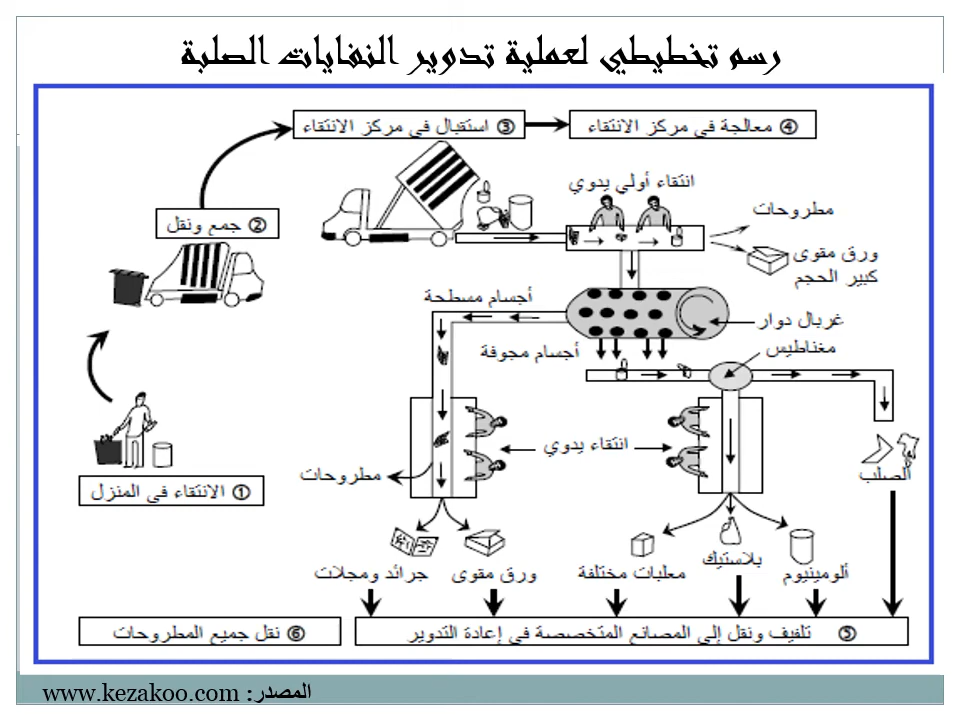 رسم تخطيطي لعملية تدوير النفايات الصلبة
③ استقبال في مركز الانتقاء
④ معالجة في مركز الانتقاء
② جمع ونقل
انتقاء أولي يدوي
مطروحات
ورق مقوى
كبير الحجم
أجسام مسطحة
غربال دوار
أجسام مجوفة
مغناطيس
انتقاء يدوي
مطروحات
الصلب
① الانتقاء في المنزل
جرائد ومجلات
ورق مقوى
معلبات مختلفة
بلاستيك
ألومينيوم
⑤ تلفيف ونقل إلى المصانع المتخصصة في إعادة التدوير
⑥ نقل جميع المطروحات
المصدر: www.kezakoo.com